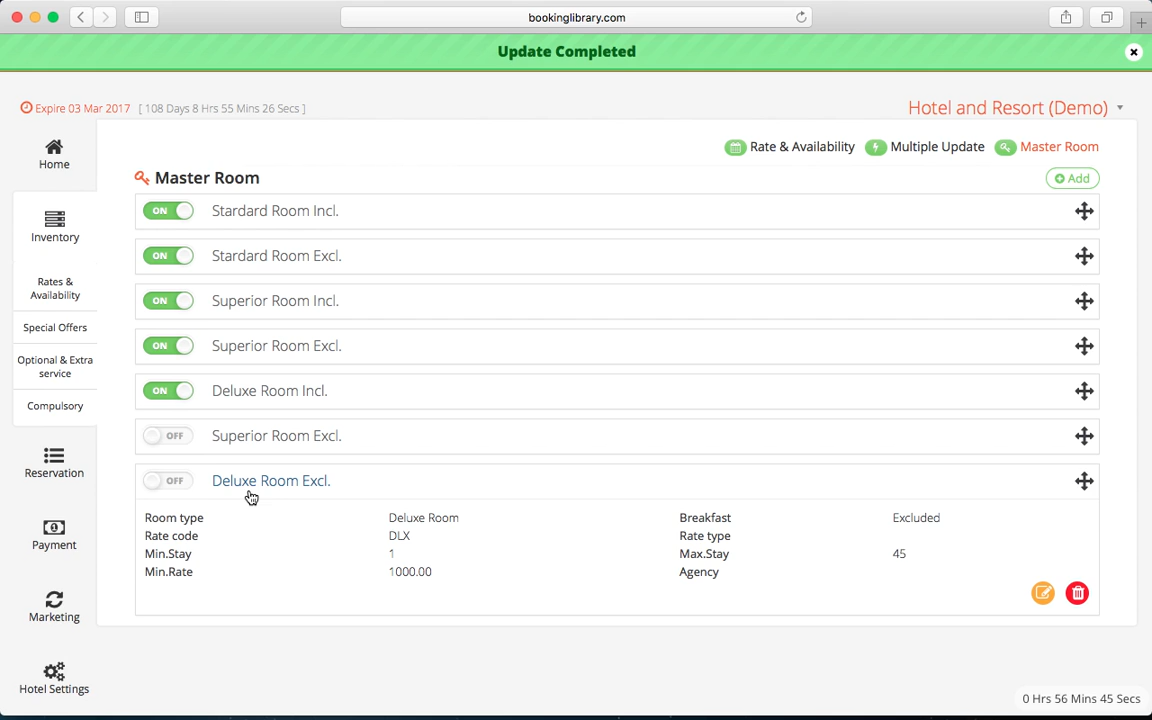 bookinglibrary.com
Update Completed
Expire 03 Mar 2017 [ 108 Days 8 Hrs 55 Mins 26 Secs ]
Hotel and Resort (Demo)
Home
Rate & Availability
Multiple Update
Master Room
Master Room
Add
ON Stardard Room Incl.
Inventory
ON Stardard Room Excl.
Rates &
Availability
ON Superior Room Incl.
Special Offers
ON Superior Room Excl.
Optional & Extra
service
ON Deluxe Room Incl.
Compulsory
OFF Superior Room Excl.
Reservation
OFF Deluxe Room Excl.
Room type Deluxe Room Breakfast Excluded
Rate code DLX Rate type
Payment
Min.Stay 1 Max.Stay 45
Min.Rate 1000.00 Agency
Marketing
Hotel Settings
0 Hrs 56 Mins 45 Secs